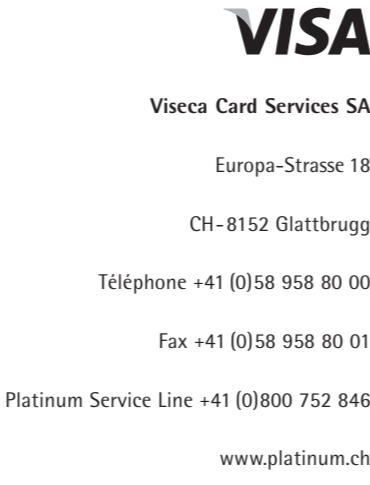 VISA
Viseca Card Services SA
Europa-Strasse 18
CH-8152 Glattbrugg
Téléphone +41 (0)58 958 80 00
Fax +41 (0)58 958 80 01
Platinum Service Line +41 (0)800 752 846
www.platinum.ch